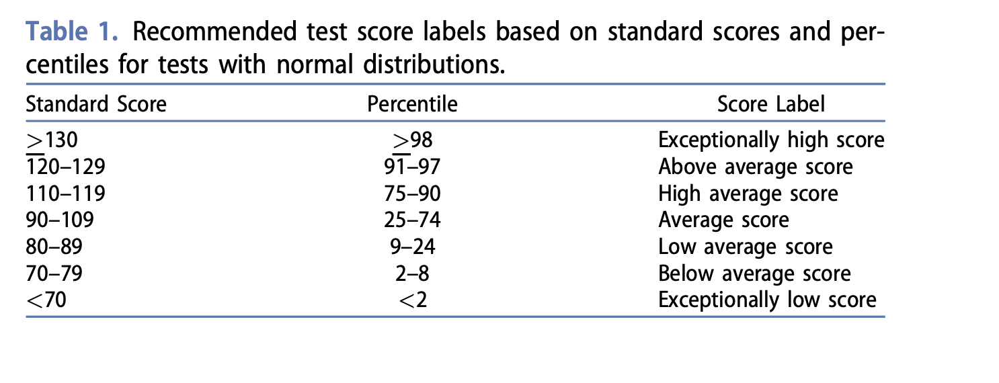 Table 1. Recommended test score labels based on standard scores and per-
centiles for tests with normal distributions.
Standard Score Percentile Score Label
≥130 ≥98 Exceptionally high score
120–129 91–97 Above average score
110–119 75–90 High average score
90–109 25–74 Average score
80–89 9–24 Low average score
70–79 2–8 Below average score
<70 <2 Exceptionally low score